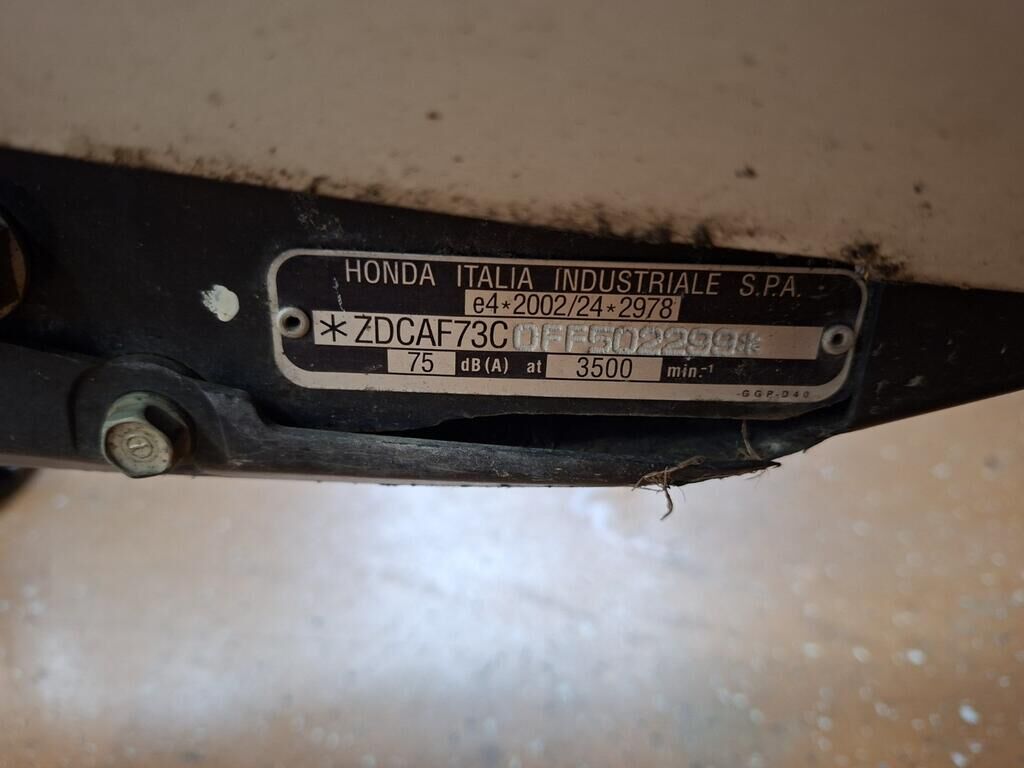 HONDA ITALIA INDUSTRIALE S.P.A.
e4*2002/24*2978
*ZDCAF73C0FF502299*
75 dB(A) at 3500 min.-1
-GGP-D40